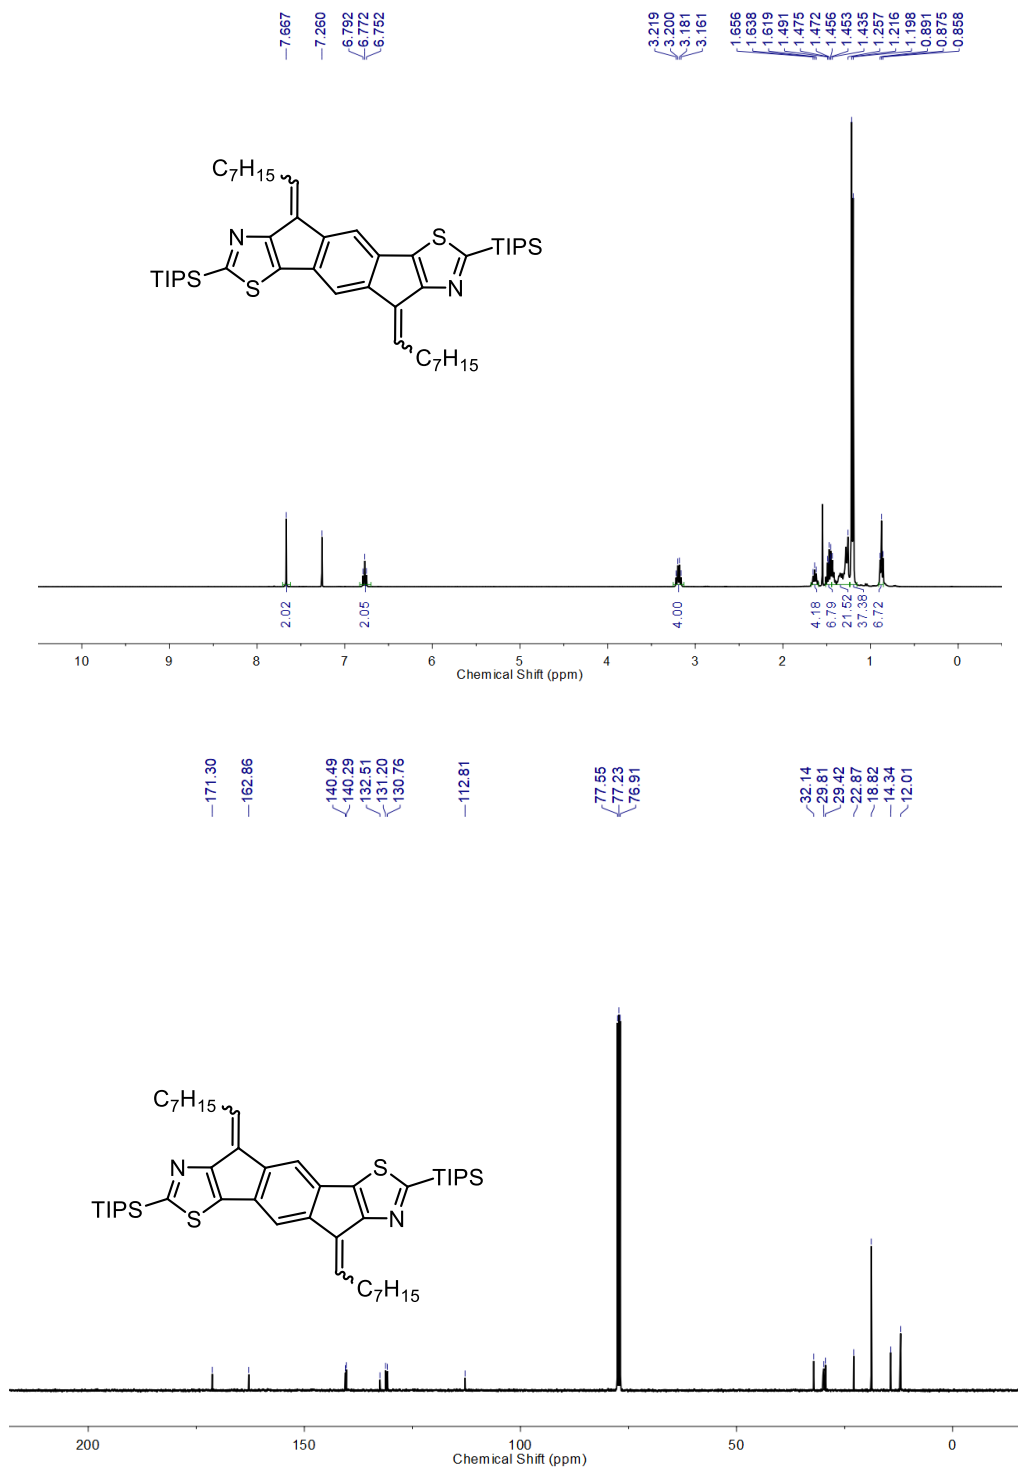 7.667
7.260
6.792
6.772
6.752
3.219
3.200
3.181
3.161
1.656
1.638
1.619
1.491
1.475
1.472
1.456
1.453
1.435
1.257
1.216
1.198
0.891
0.875
0.858
C7H15
N
S
TIPS
TIPS
S
N
C7H15
2.02
2.05
4.00
4.18
6.79
21.52
37.38
6.72
10 9 8 7 6 5 4 3 2 1 0
Chemical Shift (ppm)
171.30
162.86
140.49
140.29
132.51
131.20
130.76
112.81
77.55
77.23
76.91
32.14
29.81
29.42
22.87
18.82
14.34
12.01
C7H15
N
S
TIPS
TIPS
S
N
C7H15
200 150 100 50 0
Chemical Shift (ppm)